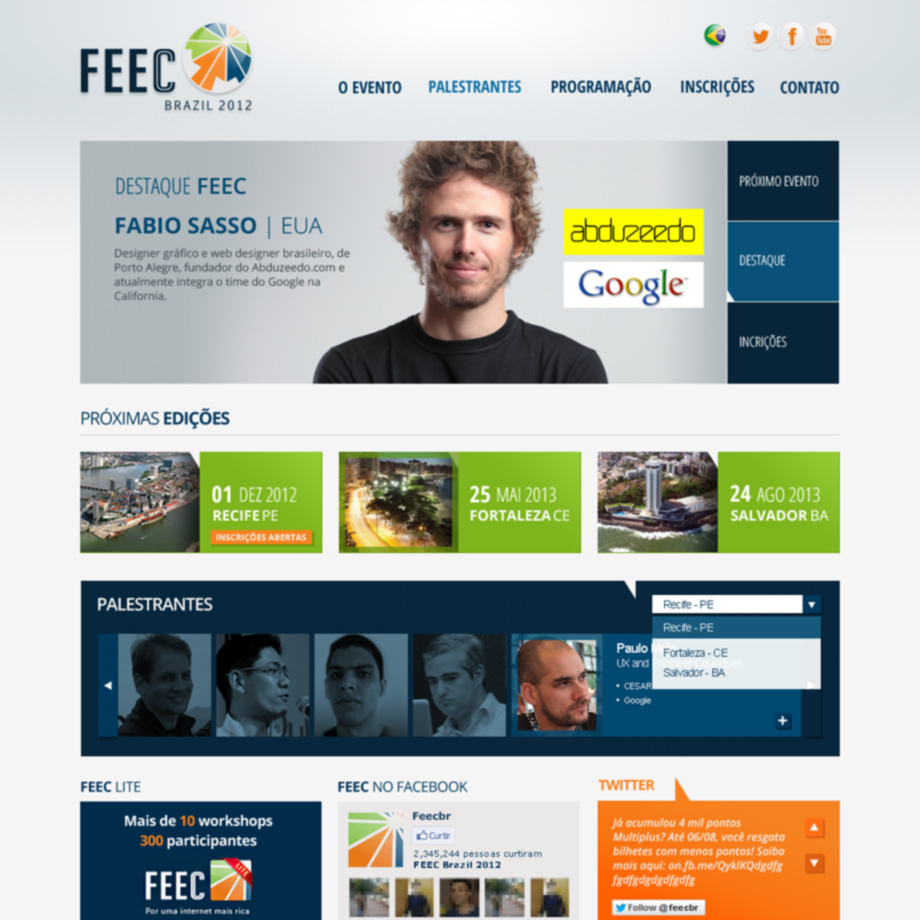 FEEC
BRAZIL 2012
You
Tube
O EVENTO
PALESTRANTES
PROGRAMAÇÃO
INSCRIÇÕES
CONTATO
DESTAQUE FEEC
FABIO SASSO | EUA
Designer gráfico e web designer brasileiro, de
Porto Alegre, fundador do Abduzeedo.com e
atualmente integra o time do Google na
California.
abduzeedo
Google
PRÓXIMO EVENTO
DESTAQUE
INCRIÇÕES
PRÓXIMAS EDIÇÕES
01 DEZ 2012
RECIFE PE
INSCRIÇÕES ABERTAS
25 MAI 2013
FORTALEZA CE
24 AGO 2013
SALVADOR BA
PALESTRANTES
Recife - PE
Recife - PE
Fortaleza - CE
Salvador - BA
Paulo
UX and
• CESAR
• Google
FEEC LITE
Mais de 10 workshops
300 participantes
FEEC
LITE
Por uma internet mais rica
FEEC NO FACEBOOK
Feecbr
Curtir
2,345,244 pessoas curtiram
FEEC Brazil 2012
TWITTER
Já acumulou 4 mil pontos
Multiplus? Até 06/08, você resgata
bilhetes com menos pontos! Saiba
mais aqui: on.fb.me/QyklKQdgdfg
fgdfgdgdgdfgdfg
Follow @feecbr